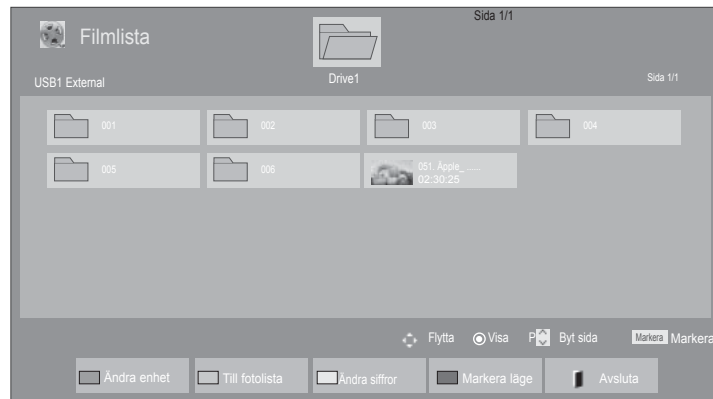 Sida 1/1
Filmlista
USB1 External
Drive1
Sida 1/1
001
002
003
004
005
006
051. Äpple_ ......
02:30:25
Flytta
Visa
P Byt sida
Markera Markera
Ändra enhet
Till fotolista
Ändra siffror
Markera läge
Avsluta